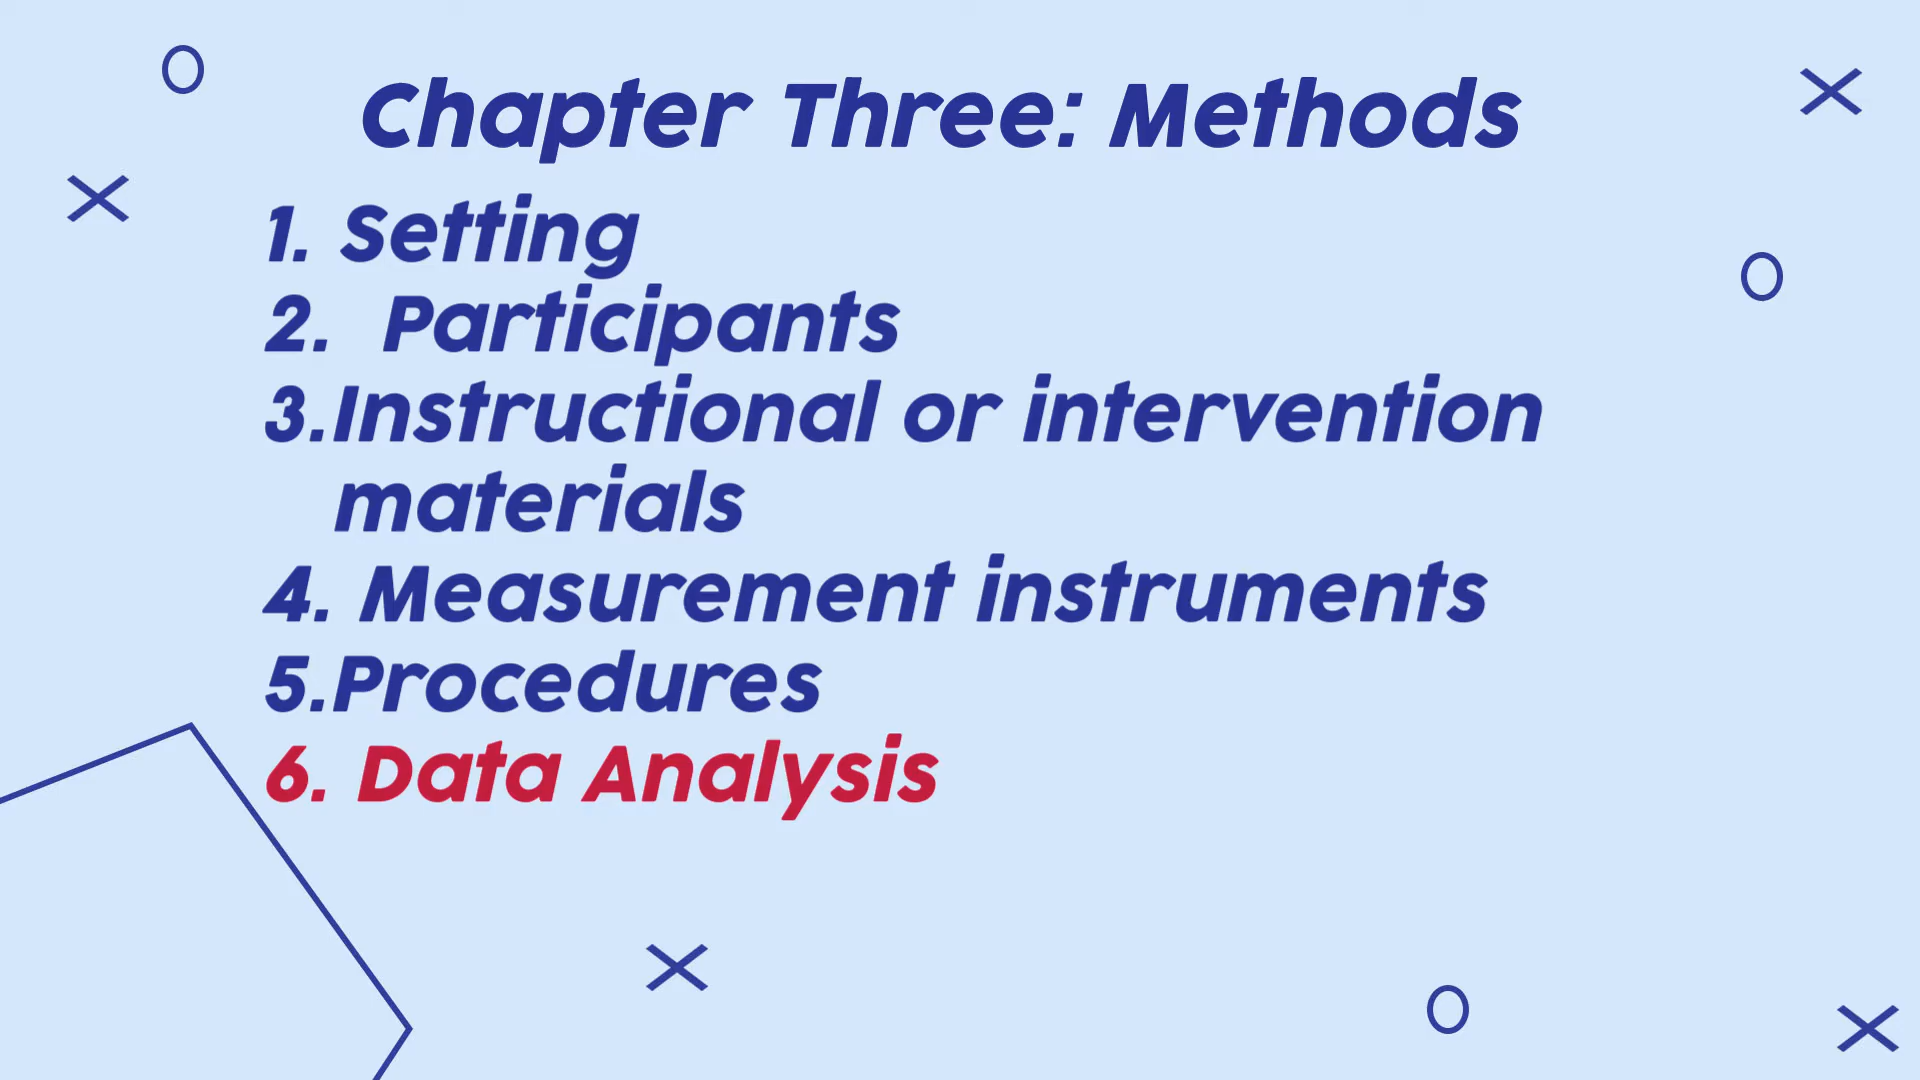 Chapter Three: Methods
1. Setting
2. Participants
3.Instructional or intervention
materials
4. Measurement instruments
5.Procedures
6. Data Analysis